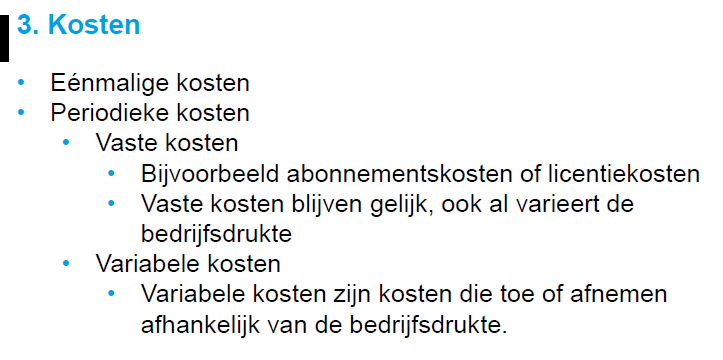 3. Kosten
• Eénmalige kosten
• Periodieke kosten
• Vaste kosten
• Bijvoorbeeld abonnementskosten of licentiekosten
• Vaste kosten blijven gelijk, ook al varieert de
bedrijfsdrukte
• Variabele kosten
• Variabele kosten zijn kosten die toe of afnemen
afhankelijk van de bedrijfsdrukte.